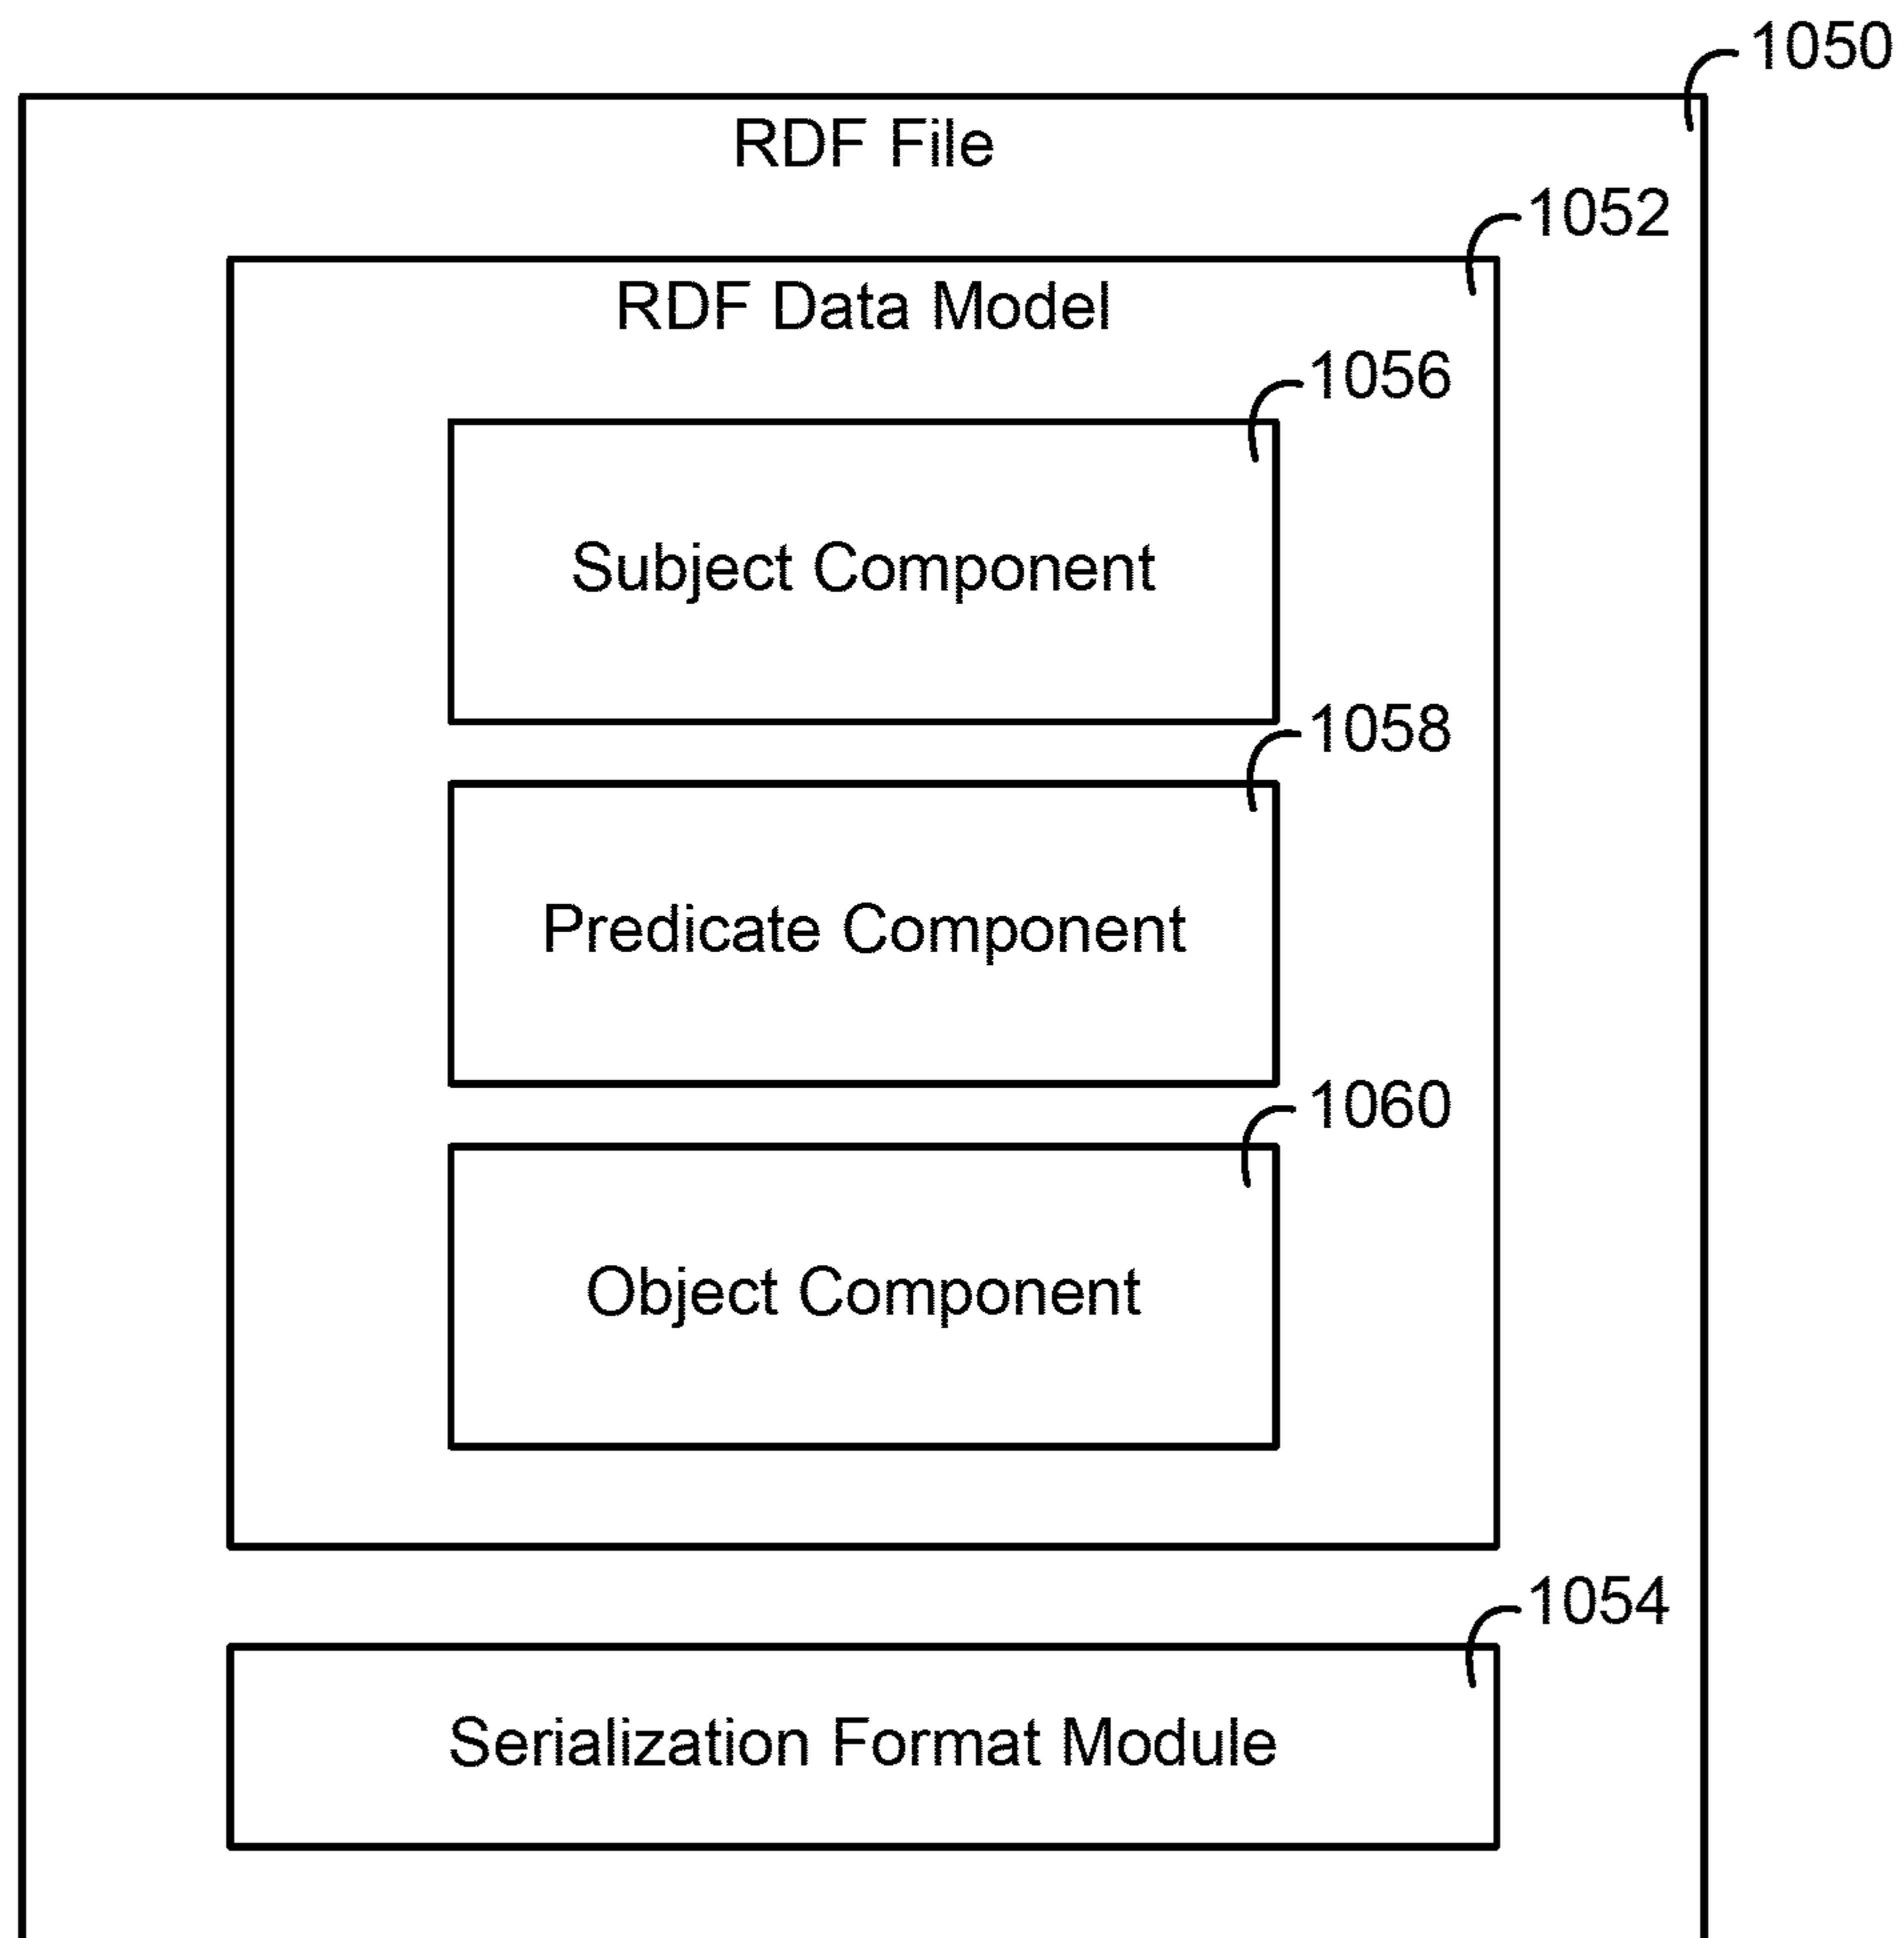 1050
RDF File
1052
RDF Data Model
1056
Subject Component
1058
Predicate Component
1060
Object Component
1054
Serialization Format Module